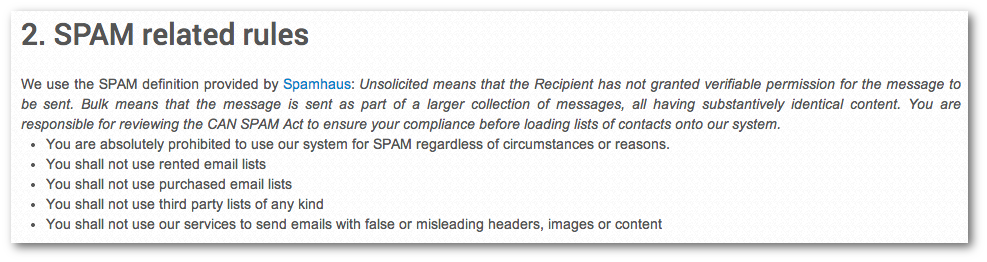 2. SPAM related rules
We use the SPAM definition provided by Spamhaus: Unsolicited means that the Recipient has not granted verifiable permission for the message to
be sent. Bulk means that the message is sent as part of a larger collection of messages, all having substantively identical content. You are
responsible for reviewing the CAN SPAM Act to ensure your compliance before loading lists of contacts onto our system.
• You are absolutely prohibited to use our system for SPAM regardless of circumstances or reasons.
• You shall not use rented email lists
• You shall not use purchased email lists
• You shall not use third party lists of any kind
• You shall not use our services to send emails with false or misleading headers, images or content